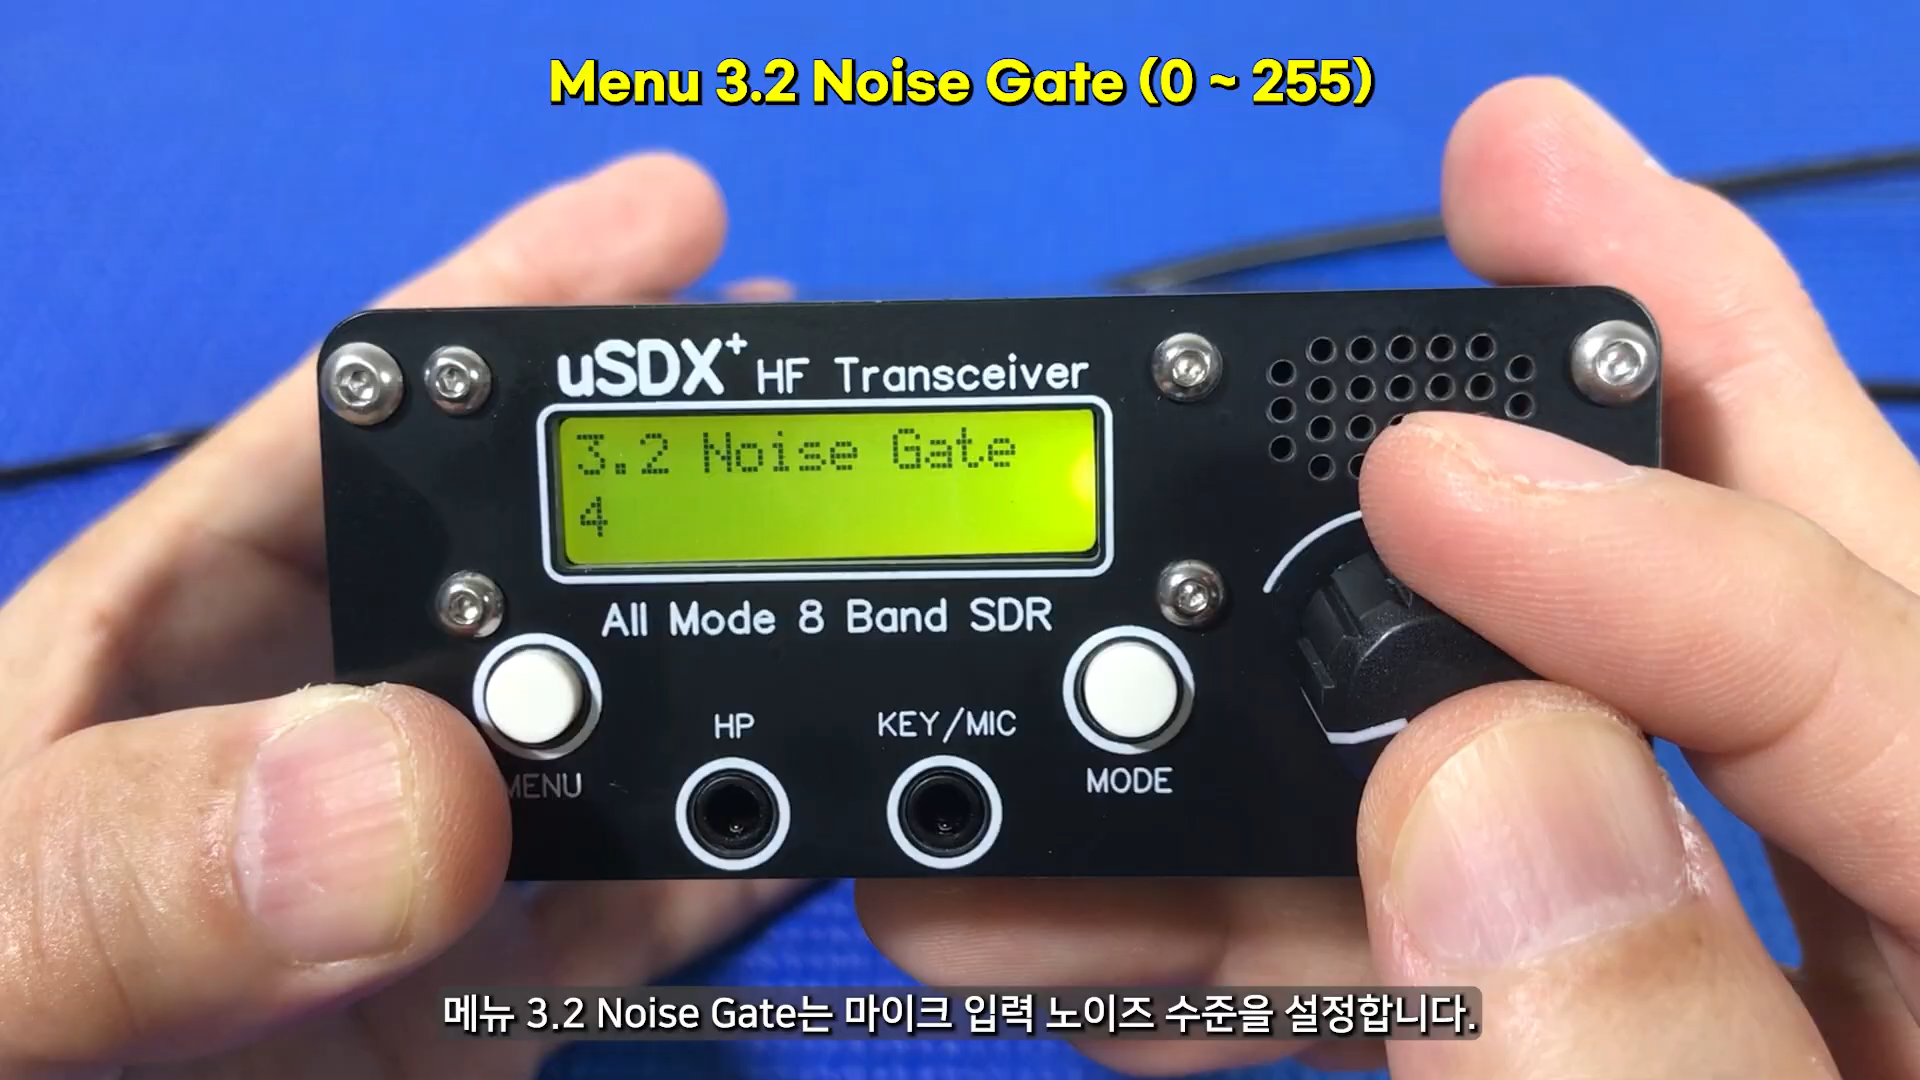 Menu 3.2 Noise Gate (0 ~ 255)
uSDX+ HF Transceiver
3.2 Noise Gate
4
All Mode 8 Band SDR
MENU
HP
KEY/MIC
MODE
메뉴 3.2 Noise Gate는 마이크 입력 노이즈 수준을 설정합니다.